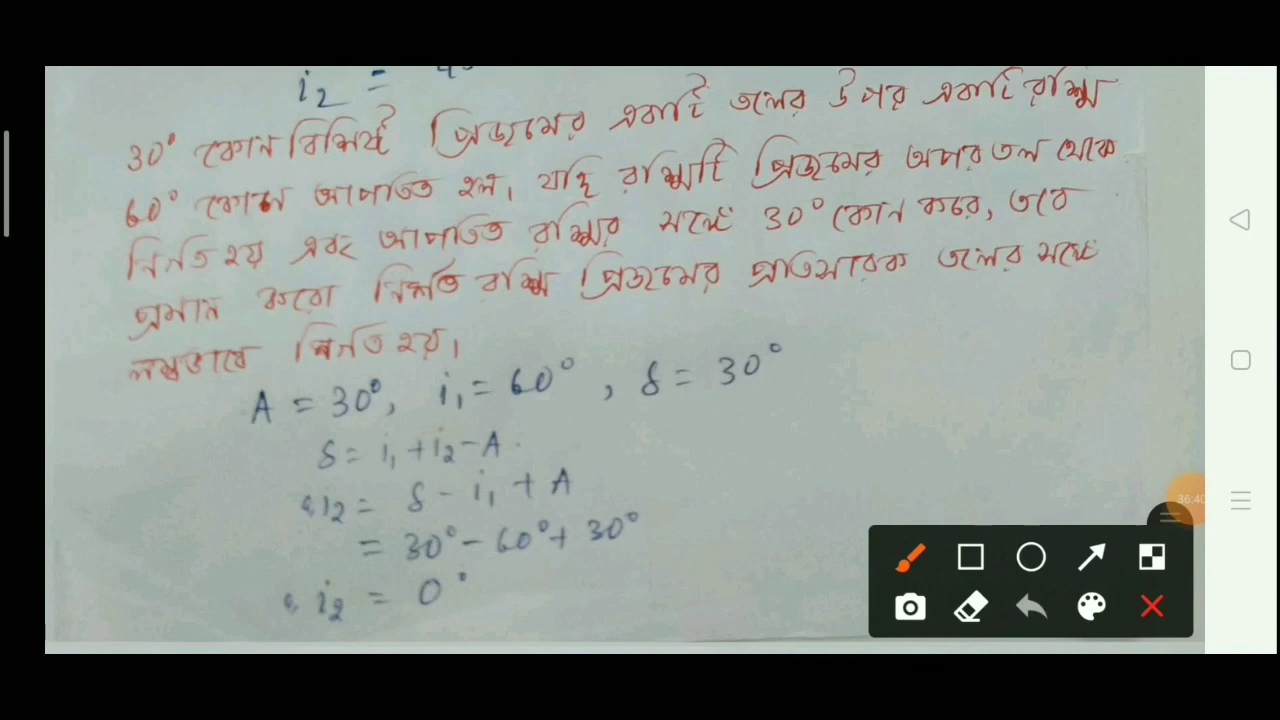 i₂ =
30° কোন বিশিষ্ট প্রিজমের একটি তলের উপর একটি রশ্মি
60° কোণে আপতিত হল। যদি রশ্মিটি প্রিজমের অপর তল থেকে
নির্গত হয় এবং আপতিত রশ্মির সঙ্গে 30° কোন করে, তবে
প্রমান করো নির্গত রশ্মি প্রিজমের প্রতিসারক তলের সঙ্গে
লম্বভাবে নির্গত হয়।
A = 30°, i₁ = 60°, δ = 30°
δ = i₁ + i₂ - A
i₂ = δ - i₁ + A
= 30° - 60° + 30°
i₂ = 0°
36:40